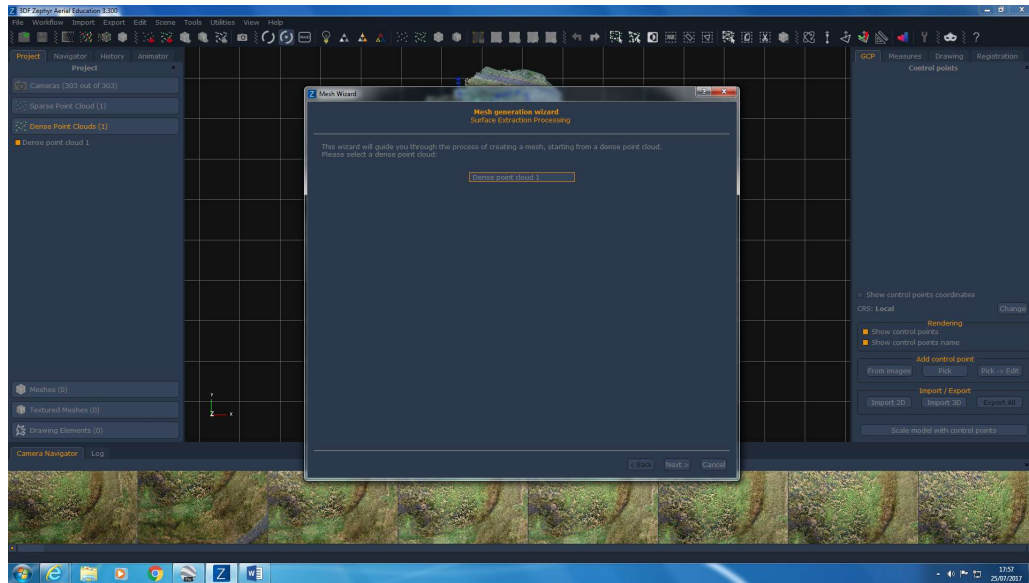 3DF Zephyr Aerial Education 3.300
File Workflow Import Export Edit Scene Tools Utilities View Help
Project Navigator History Animator
Project
Cameras (303 out of 303)
Sparse Point Cloud (1)
Dense Point Clouds (1)
Dense point cloud 1
Meshes (0)
Textured Meshes (0)
Drawing Elements (0)
Y
Z X
Mesh Wizard
Mesh generation wizard
Surface Extraction Processing
This wizard will guide you through the process of creating a mesh, starting from a dense point cloud.
Please select a dense point cloud:
Dense point cloud 1
< Back Next > Cancel
GCP Measures Drawing Registration
Control points
Show control points coordinates
CRS: Local Change
Rendering
Show control points
Show control points name
Add control point
From images Pick Pick -> Edit
Import / Export
Import 2D Import 3D Export All
Scale model with control points
Camera Navigator Log
17:57
25/07/2017